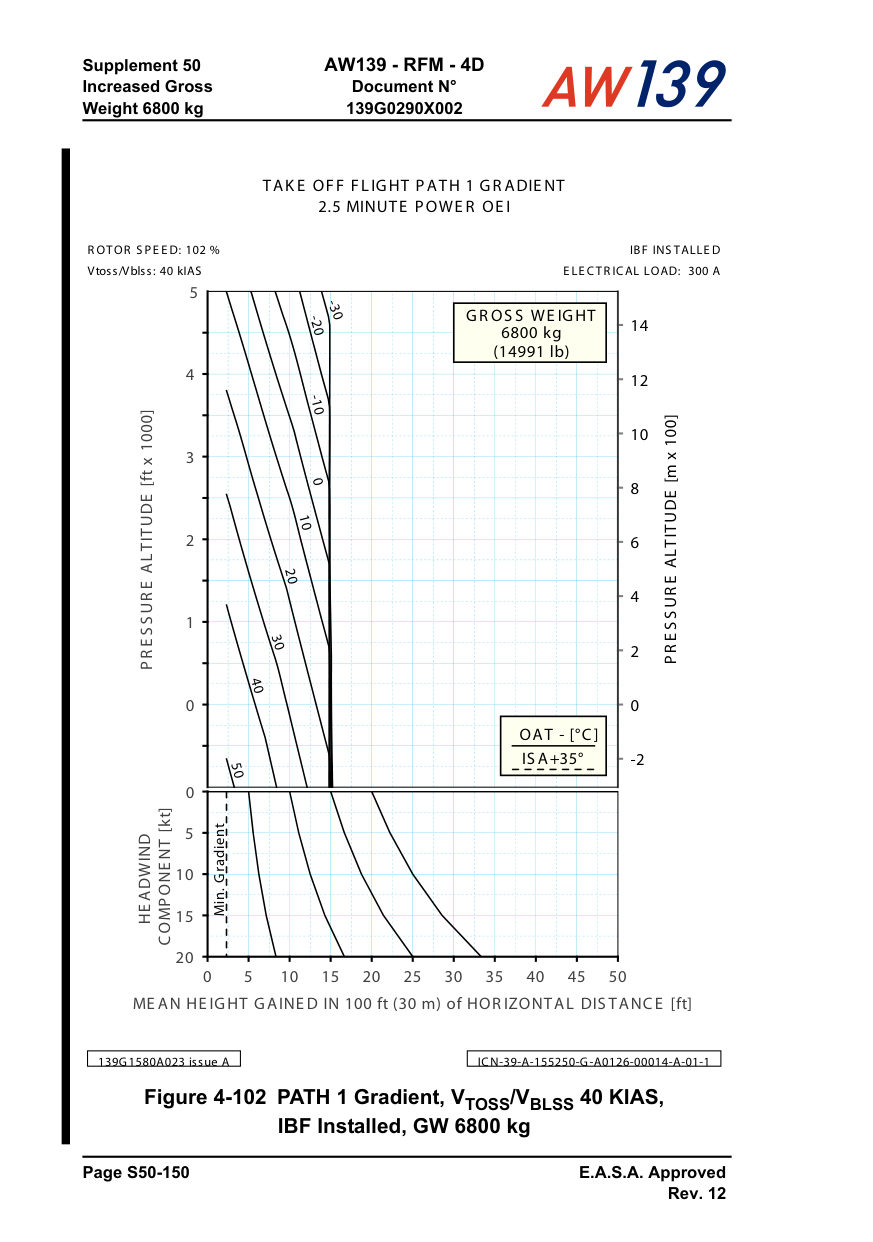 Supplement 50
Increased Gross
Weight 6800 kg
AW139 - RFM - 4D
Document N°
139G0290X002
AW139
TAKE OFF FLIGHT PATH 1 GRADIENT
2.5 MINUTE POWER OEI
ROTOR SPEED: 102 %
IBF INSTALLED
Vtoss/Vblss: 40 kIAS
ELECTRICAL LOAD: 300 A
GROSS WEIGHT
6800 kg
(14991 lb)
PRESSURE ALTITUDE [ft x 1000]
5
4
3
2
1
0
-30
-20
-10
0
10
20
30
40
50
14
12
10
8
6
4
2
0
-2
PRESSURE ALTITUDE [m x 100]
OAT - [°C]
ISA+35°
HEADWIND
COMPONENT [kt]
0
5
10
15
20
Min. Gradient
0 5 10 15 20 25 30 35 40 45 50
MEAN HEIGHT GAINED IN 100 ft (30 m) of HORIZONTAL DISTANCE [ft]
139G1580A023 issue A
ICN-39-A-155250-G-A0126-00014-A-01-1
Figure 4-102 PATH 1 Gradient, VTOSS/VBLSS 40 KIAS,
IBF Installed, GW 6800 kg
Page S50-150
E.A.S.A. Approved
Rev. 12